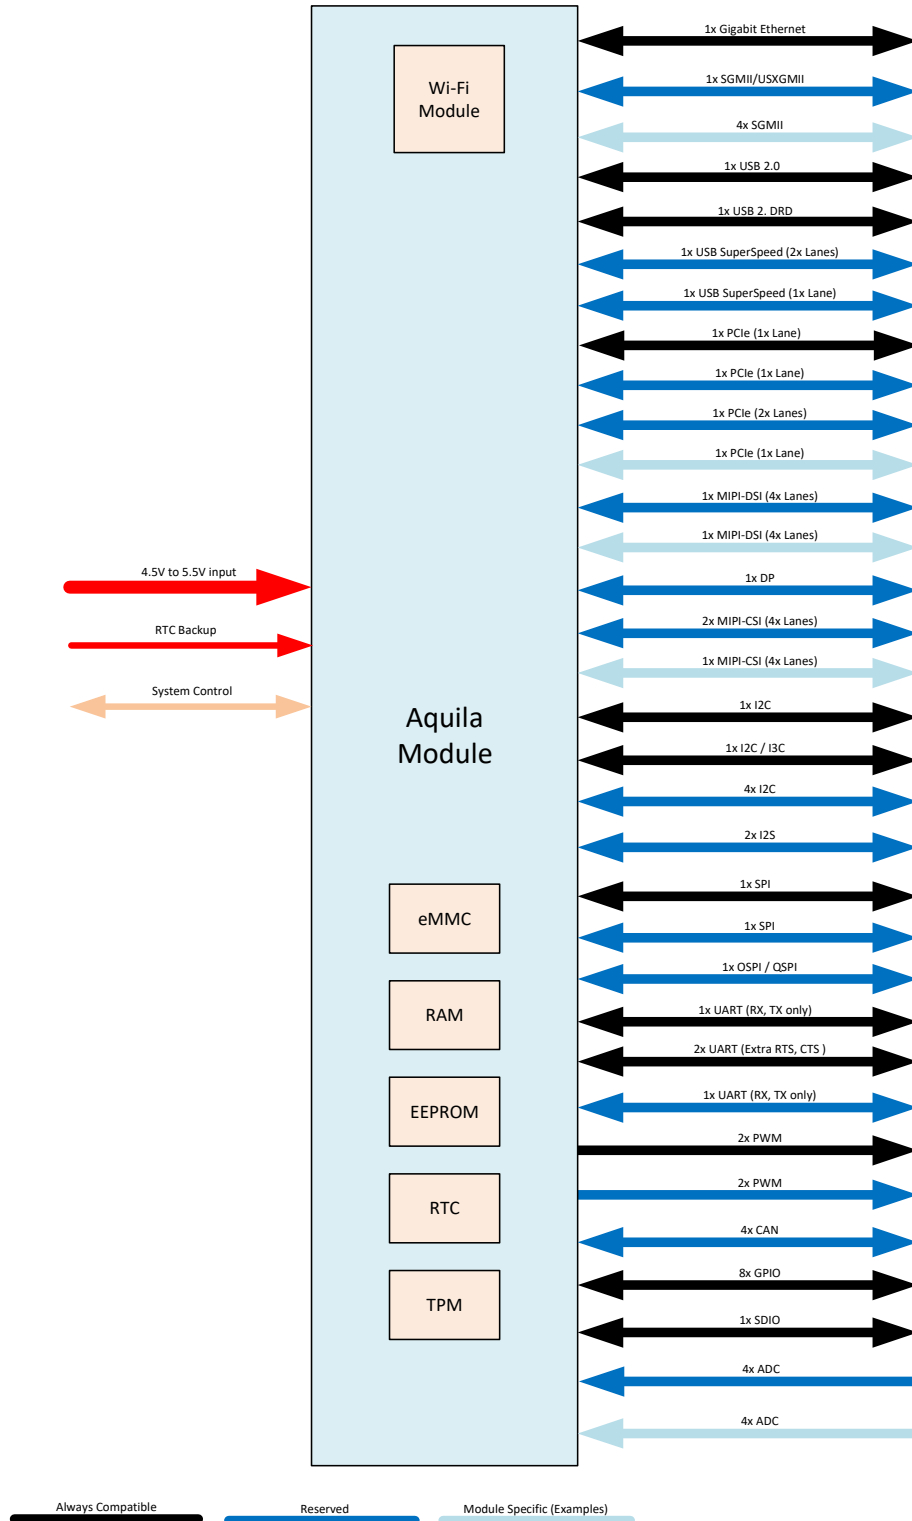 Wi-Fi
Module
1x Gigabit Ethernet
1x SGMII/USXGMII
4x SGMII
1x USB 2.0
1x USB 2. DRD
1x USB SuperSpeed (2x Lanes)
1x USB SuperSpeed (1x Lane)
1x PCIe (1x Lane)
1x PCIe (1x Lane)
1x PCIe (2x Lanes)
1x PCIe (1x Lane)
1x MIPI-DSI (4x Lanes)
1x MIPI-DSI (4x Lanes)
4.5V to 5.5V input
1x DP
RTC Backup
2x MIPI-CSI (4x Lanes)
1x MIPI-CSI (4x Lanes)
System Control
Aquila
Module
1x I2C
1x I2C / I3C
4x I2C
2x I2S
eMMC
1x SPI
1x SPI
1x OSPI / QSPI
RAM
1x UART (RX, TX only)
2x UART (Extra RTS, CTS )
EEPROM
1x UART (RX, TX only)
2x PWM
RTC
2x PWM
4x CAN
TPM
8x GPIO
1x SDIO
4x ADC
4x ADC
Always Compatible
Reserved
Module Specific (Examples)